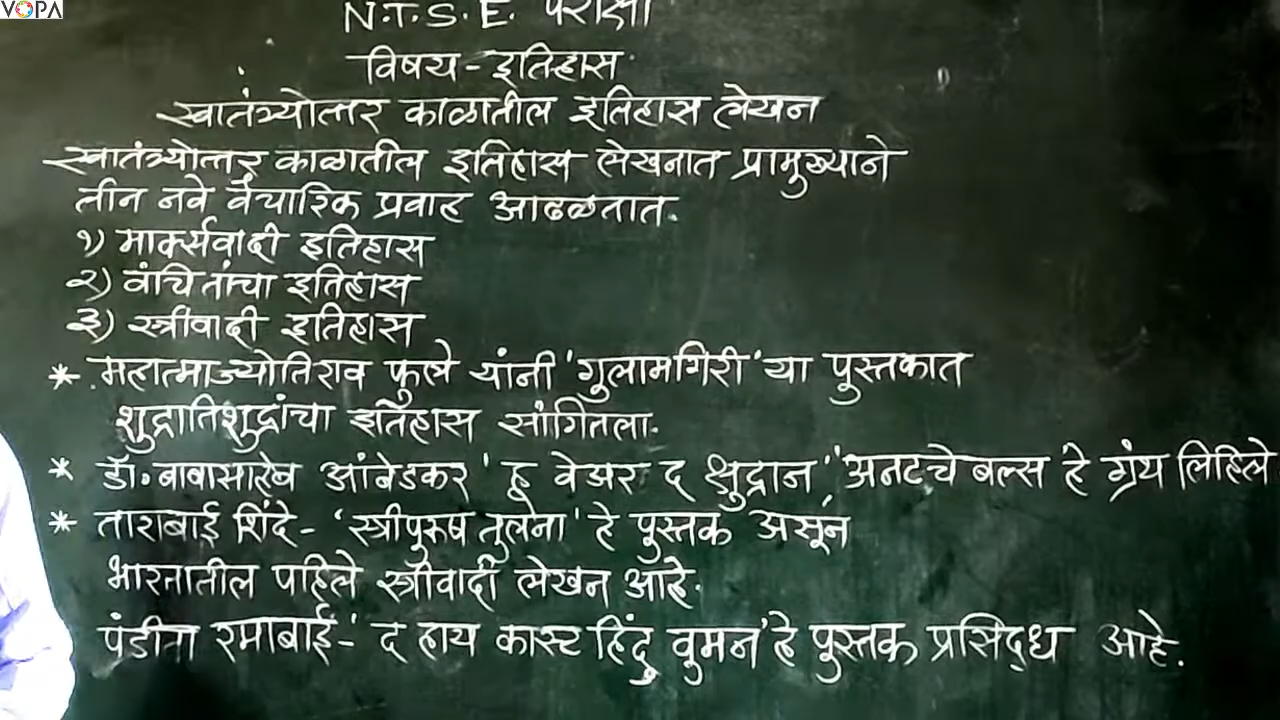 VOPA
N.T.S.E. परीक्षा
विषय - इतिहास
स्वातंत्र्योत्तर काळातील इतिहास लेखन
स्वातंत्र्योत्तर काळातील इतिहास लेखनात प्रामुख्याने
तीन नवे वैचारिक प्रवाह आढळतात.
१) मार्क्सवादी इतिहास
२) वंचितांचा इतिहास
३) स्त्रीवादी इतिहास
* महात्मा ज्योतिराव फुले यांनी 'गुलामगिरी' या पुस्तकात
शुद्रातिशुद्रांचा इतिहास सांगितला.
* डॉ. बाबासाहेब आंबेडकर 'हू वेअर द क्षुद्राज', 'अनटचेबल्स' हे ग्रंथ लिहिले
* ताराबाई शिंदे - 'स्त्रीपुरुष तुलना' हे पुस्तक असून
भारतातील पहिले स्त्रीवादी लेखन आहे.
पंडीता रमाबाई - 'द हाय कास्ट हिंदु वुमन' हे पुस्तक प्रसिद्ध आहे.